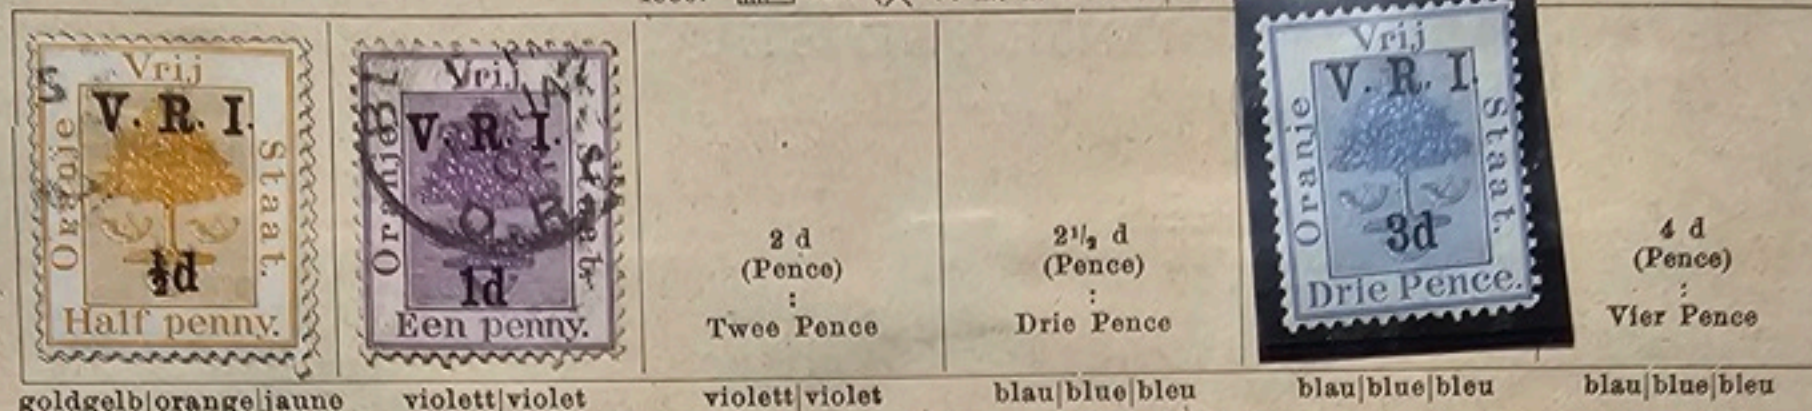 Vrij
V. R. I.
Oranje
Staat.
½d
Half penny.
Vrij
V. R. I.
Oranje
Staat.
1d
Een penny.
2 d
(Pence)
:
Twee Pence
2¹/₂ d
(Pence)
:
Drie Pence
Vrij
V. R. I.
Oranje
Staat.
3d
Drie Pence.
4 d
(Pence)
:
Vier Pence
goldgelb|orange|jaune
violett|violet
violett|violet
blau|blue|bleu
blau|blue|bleu
blau|blue|bleu